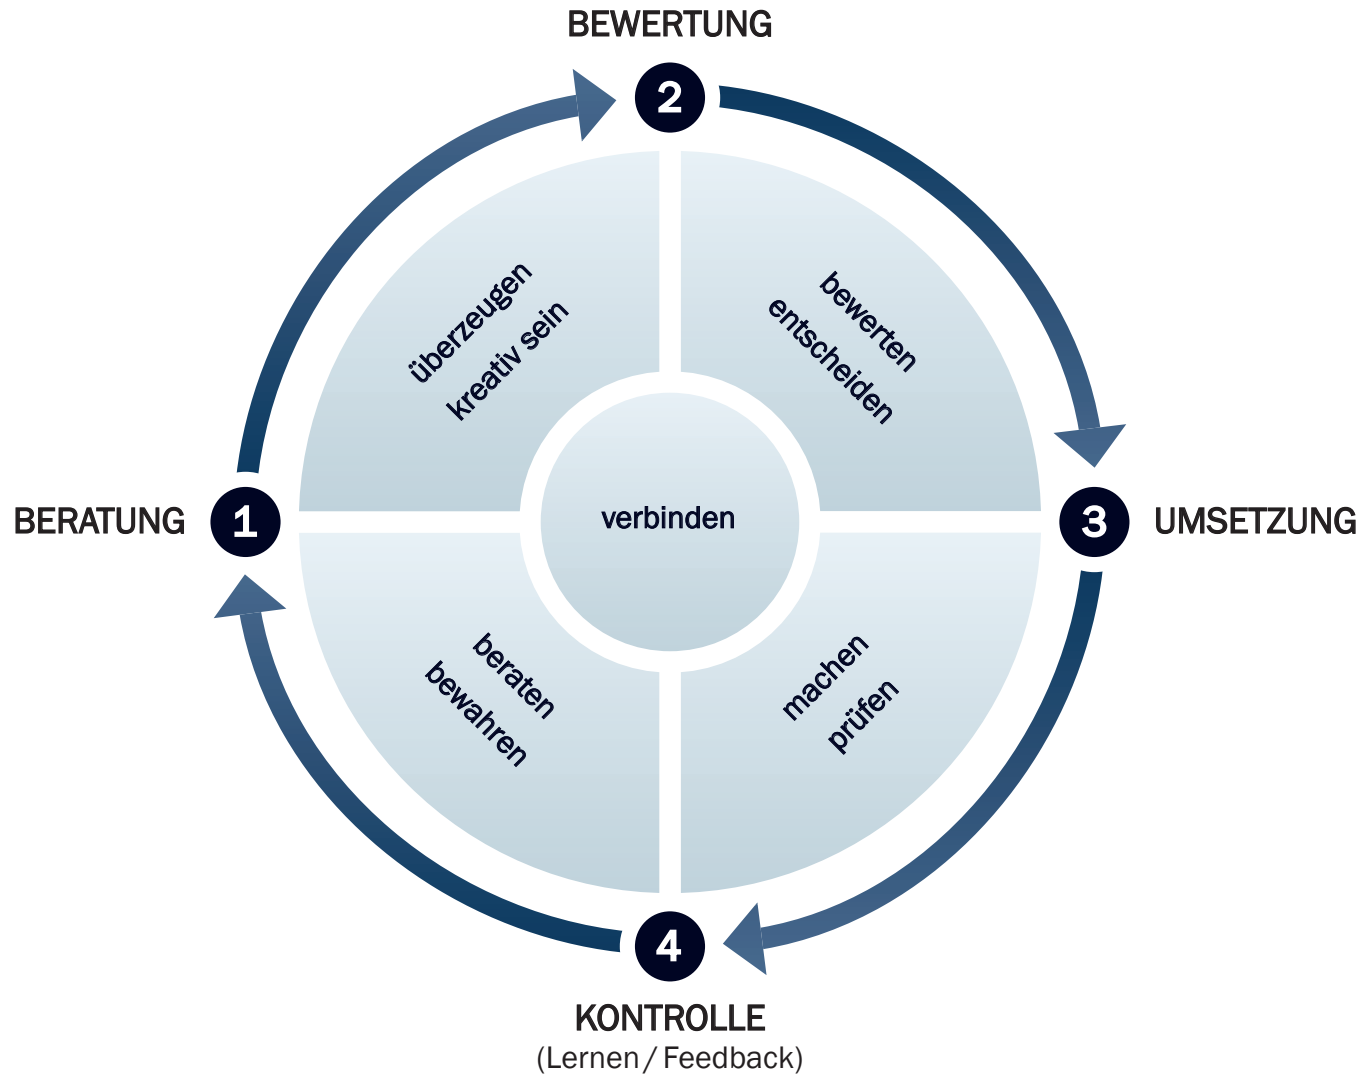 BEWERTUNG
2
überzeugen
kreativ sein
bewerten
entscheiden
BERATUNG
1
verbinden
3
UMSETZUNG
beraten
bewahren
machen
prüfen
4
KONTROLLE
(Lernen / Feedback)